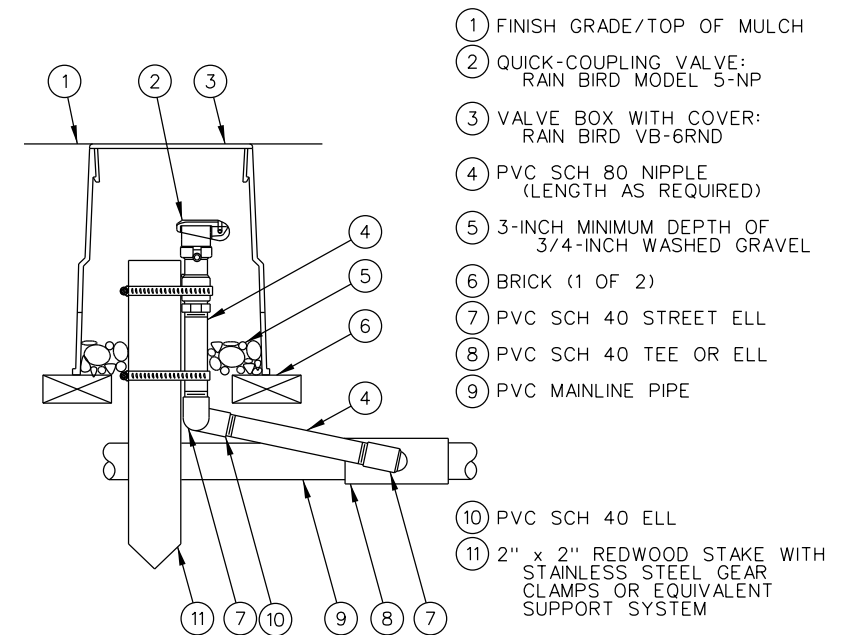 1 FINISH GRADE/TOP OF MULCH
2 QUICK-COUPLING VALVE:
RAIN BIRD MODEL 5-NP
3 VALVE BOX WITH COVER:
RAIN BIRD VB-6RND
4 PVC SCH 80 NIPPLE
(LENGTH AS REQUIRED)
5 3-INCH MINIMUM DEPTH OF
3/4-INCH WASHED GRAVEL
6 BRICK (1 OF 2)
7 PVC SCH 40 STREET ELL
8 PVC SCH 40 TEE OR ELL
9 PVC MAINLINE PIPE
10 PVC SCH 40 ELL
11 2" x 2" REDWOOD STAKE WITH
STAINLESS STEEL GEAR
CLAMPS OR EQUIVALENT
SUPPORT SYSTEM
1 2 3
4
5
6
4
11 7 10 9 8 7